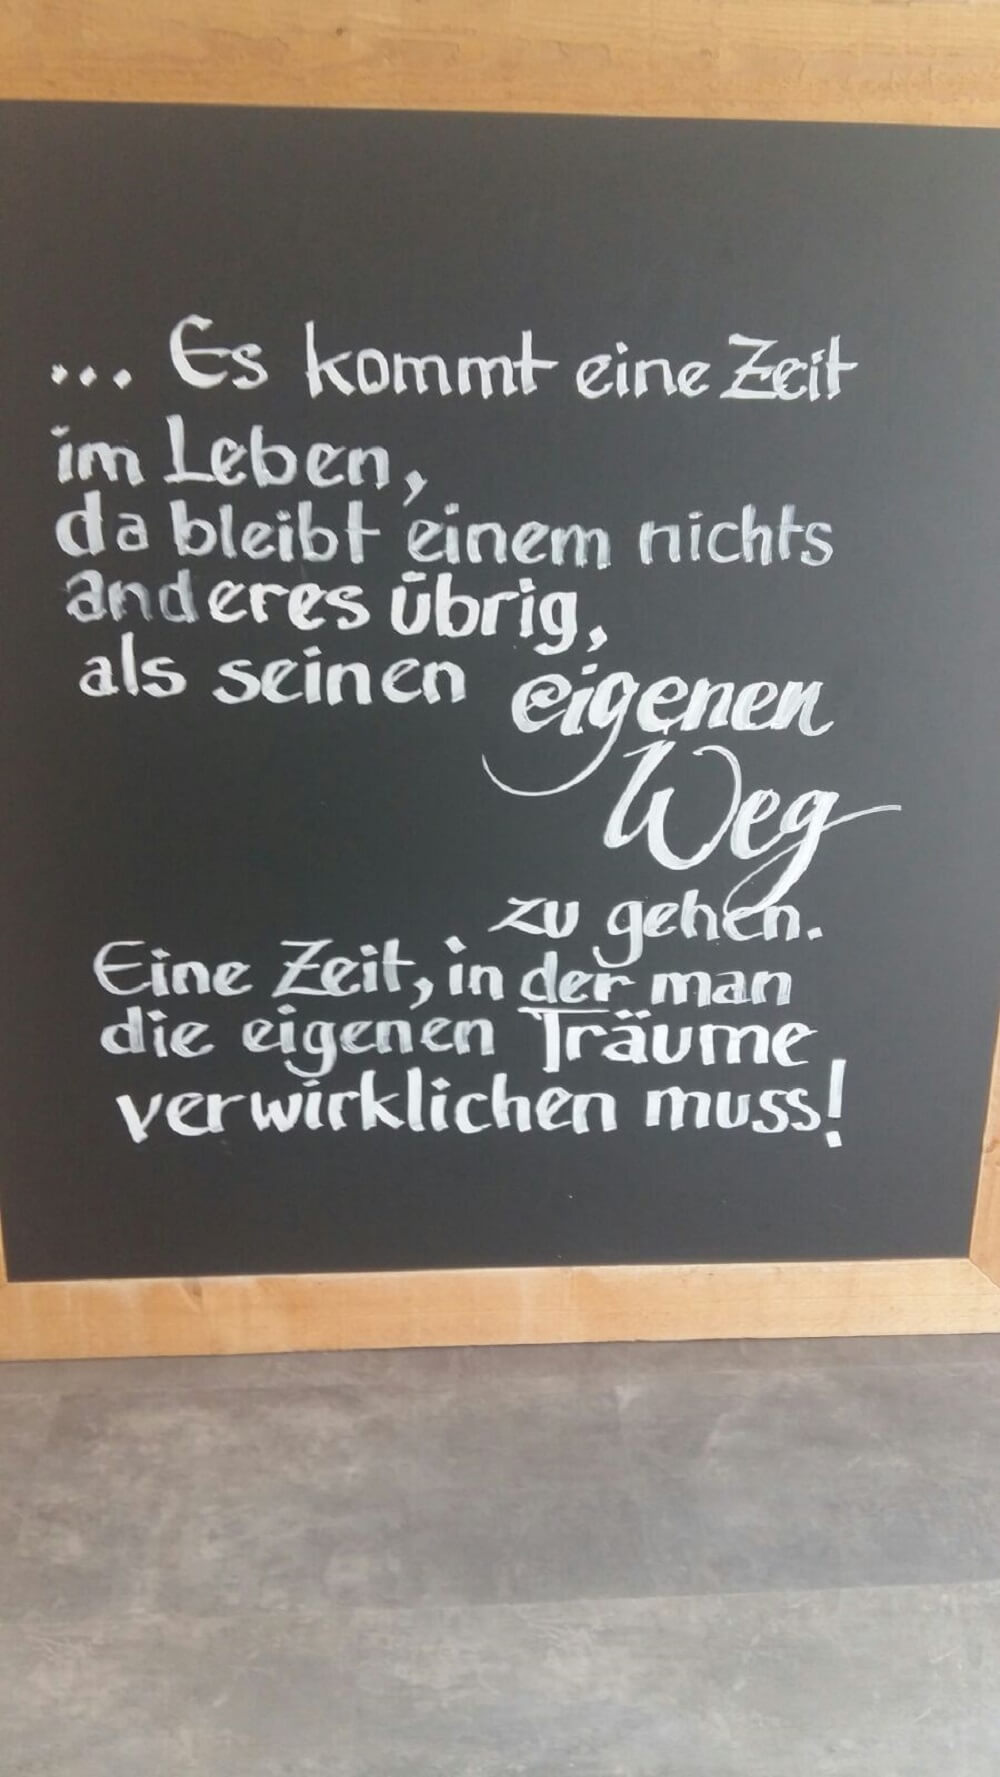 ... Es kommt eine Zeit
im Leben,
da bleibt einem nichts
anderes übrig,
als seinen eigenen
Weg
zu gehen.
Eine Zeit, in der man
die eigenen Träume
verwirklichen muss!